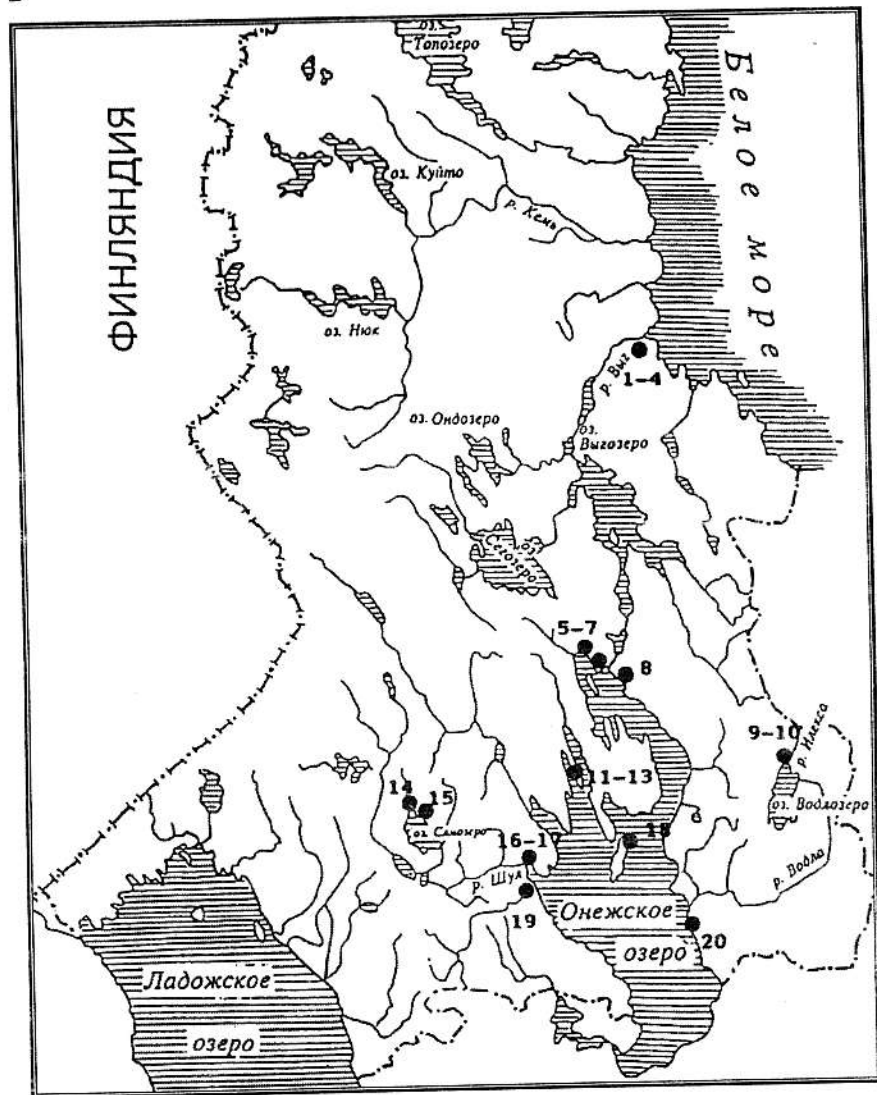 оз.
Топозеро
Белое море
ФИНЛЯНДИЯ
оз. Куйто
р. Кемь
оз. Нюк
р. Выг
1-4
оз. Ондозеро
оз.
Выгозеро
оз.
Сегозеро
5-7
8
9-10
р. Илекса
11-13
14
15
оз. Водлозеро
оз. Сямозеро
18
16-17
р. Шуя
р. Водла
19
Онежское
озеро
20
Ладожское
озеро